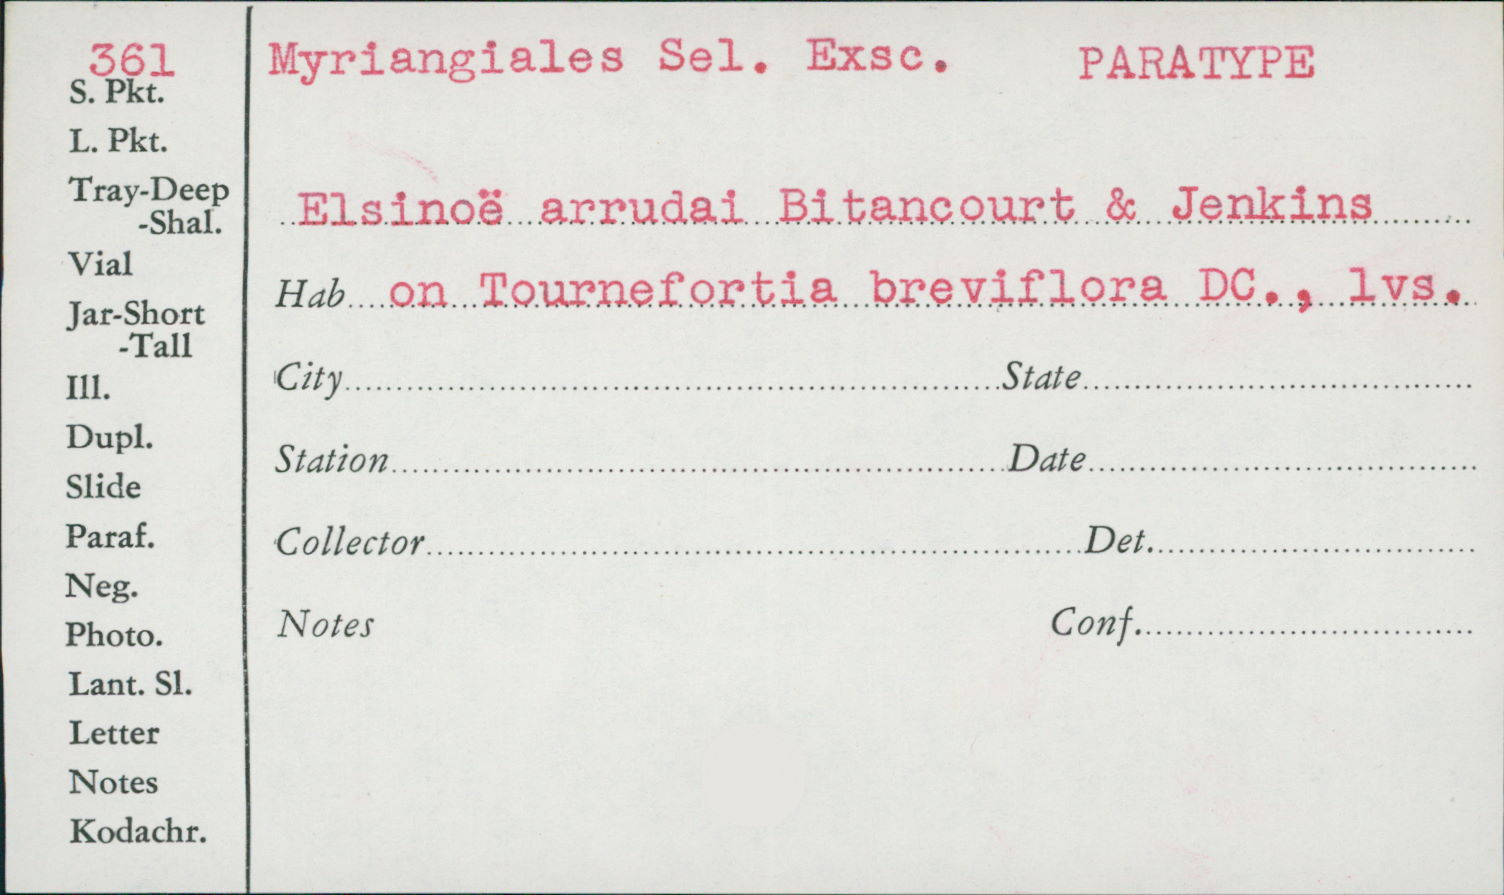 361
S. Pkt.
L. Pkt.
Tray-Deep
-Shal.
Vial
Jar-Short
-Tall
Ill.
Dupl.
Slide
Paraf.
Neg.
Photo.
Lant. Sl.
Letter
Notes
Kodachr.
Myriangiales Sel. Exsc. PARATYPE
Elsinoë arrudai Bitancourt & Jenkins
Hab on Tournefortia breviflora DC., lvs.
City State
Station Date
Collector Det.
Notes Conf.